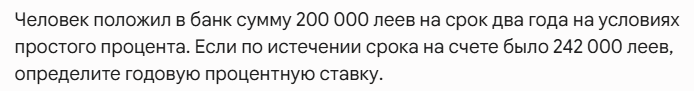 Человек положил в банк сумму 200 000 леев на срок два года на условиях
простого процента. Если по истечении срока на счете было 242 000 леев,
определите годовую процентную ставку.